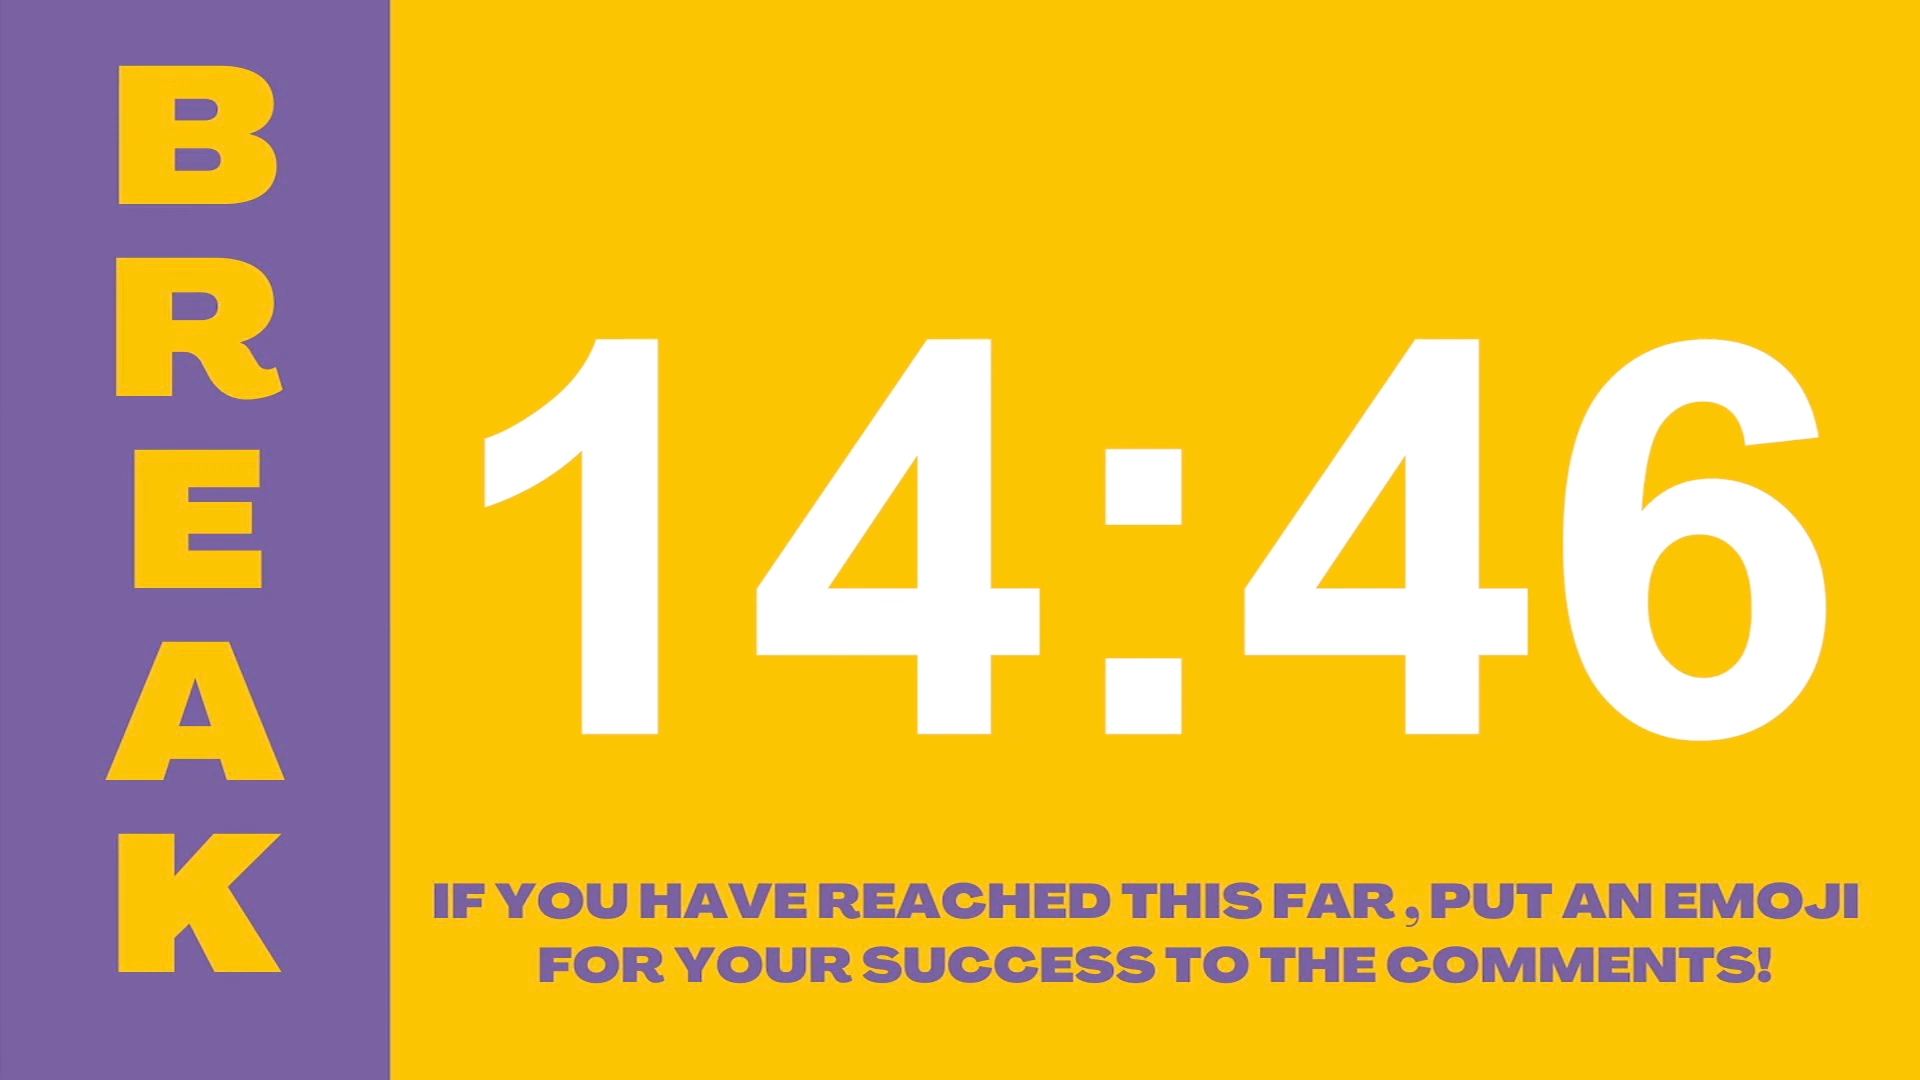 BREAK
14:46
IF YOU HAVE REACHED THIS FAR , PUT AN EMOJI
FOR YOUR SUCCESS TO THE COMMENTS!